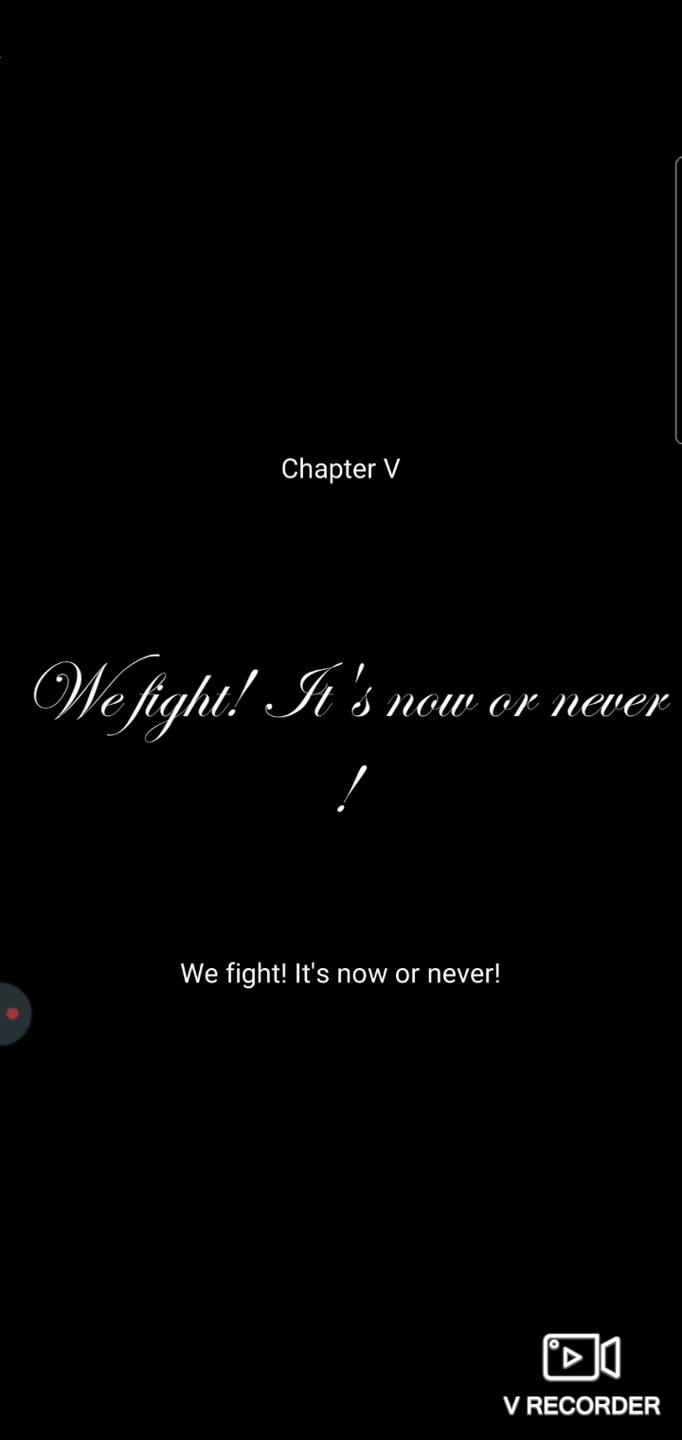 Chapter V
We fight! It's now or never
!
We fight! It's now or never!
V RECORDER